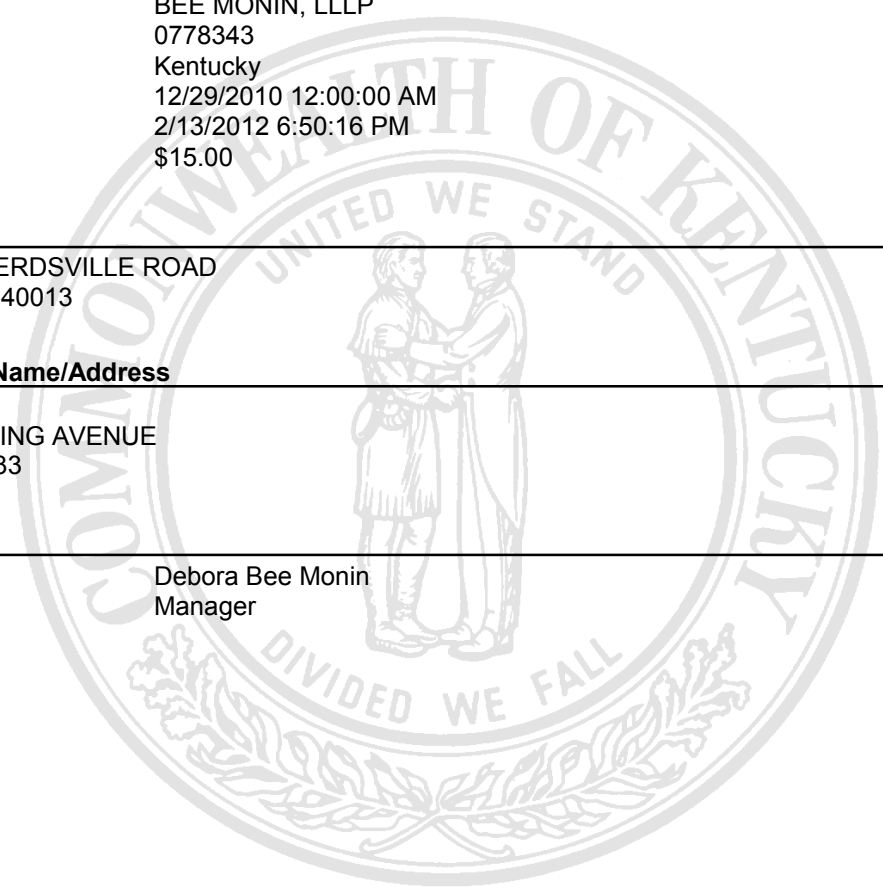 BEE MONIN, LLLP
0778343
Kentucky
12/29/2010 12:00:00 AM
2/13/2012 6:50:16 PM
$15.00
ERDSVILLE ROAD
40013
Name/Address
ING AVENUE
33
Debora Bee Monin
Manager
COMMONWEALTH OF KENTUCKY
UNITED WE STAND
DIVIDED WE FALL